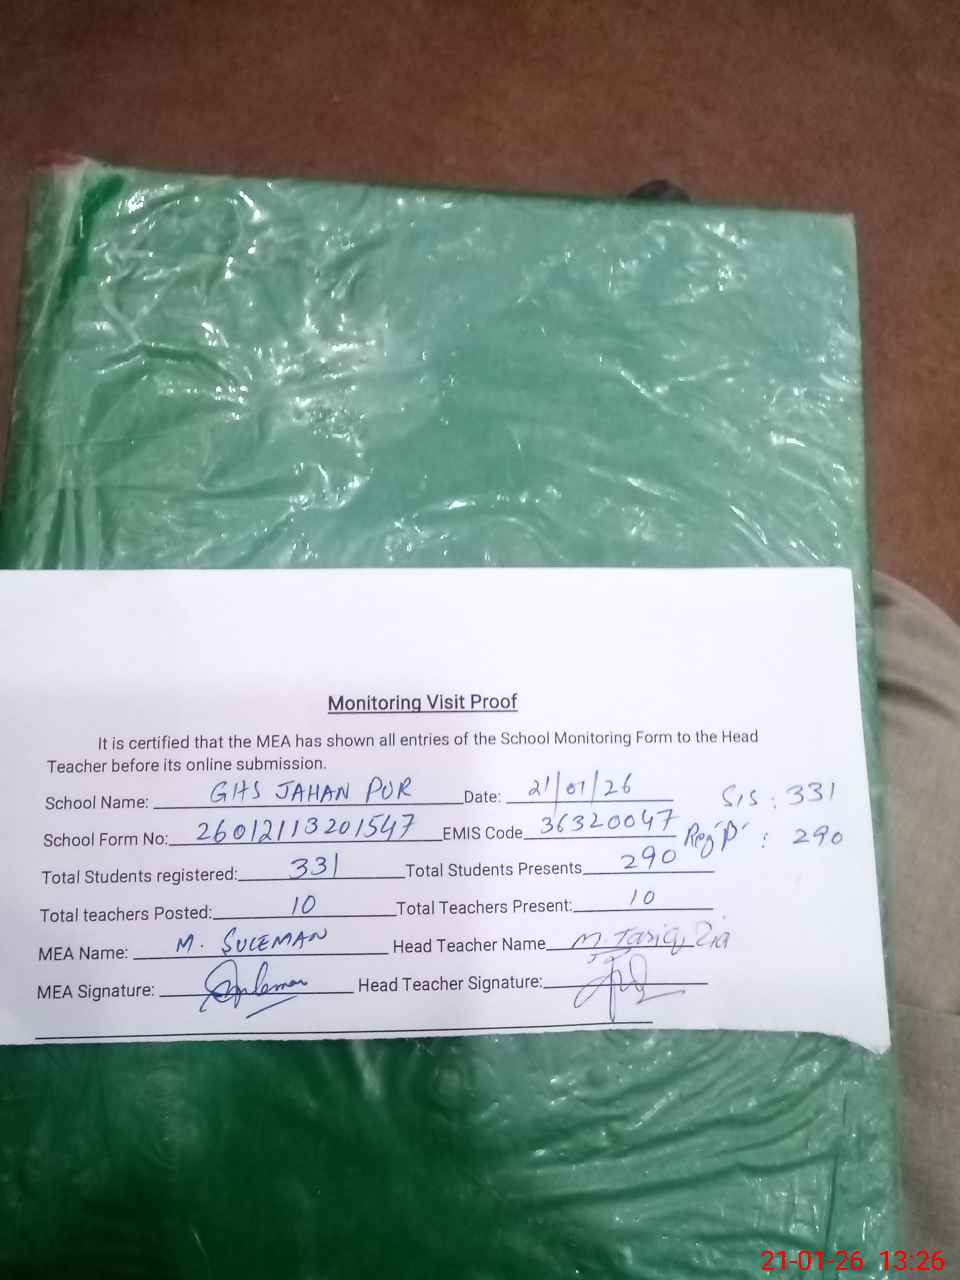 Monitoring Visit Proof
It is certified that the MEA has shown all entries of the School Monitoring Form to the Head
Teacher before its online submission.
School Name: GHS JAHAN PUR Date: 21/01/26
S1S : 331
School Form No: 26012113201547 EMIS Code 36320047
Reg 'P' : 290
Total Students registered: 331 Total Students Presents 290
Total teachers Posted: 10 Total Teachers Present: 10
MEA Name: M. SULEMAN Head Teacher Name M. Tariq Zia
MEA Signature: Head Teacher Signature:
21-01-26 13:26